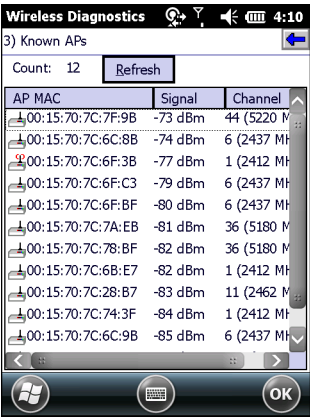 Wireless Diagnostics 4:10
3) Known APs
Count: 12 Refresh
AP MAC Signal Channel
00:15:70:7C:7F:9B -73 dBm 44 (5220 M
00:15:70:7C:6C:8B -74 dBm 6 (2437 MH
00:15:70:7C:6F:3B -77 dBm 1 (2412 MH
00:15:70:7C:6F:C3 -79 dBm 6 (2437 MH
00:15:70:7C:6F:BF -80 dBm 6 (2437 MH
00:15:70:7C:7A:EB -81 dBm 36 (5180 M
00:15:70:7C:78:BF -82 dBm 36 (5180 M
00:15:70:7C:6B:E7 -82 dBm 1 (2412 MH
00:15:70:7C:28:B7 -83 dBm 11 (2462 M
00:15:70:7C:74:3F -84 dBm 1 (2412 MH
00:15:70:7C:6C:9B -85 dBm 6 (2437 MH
OK